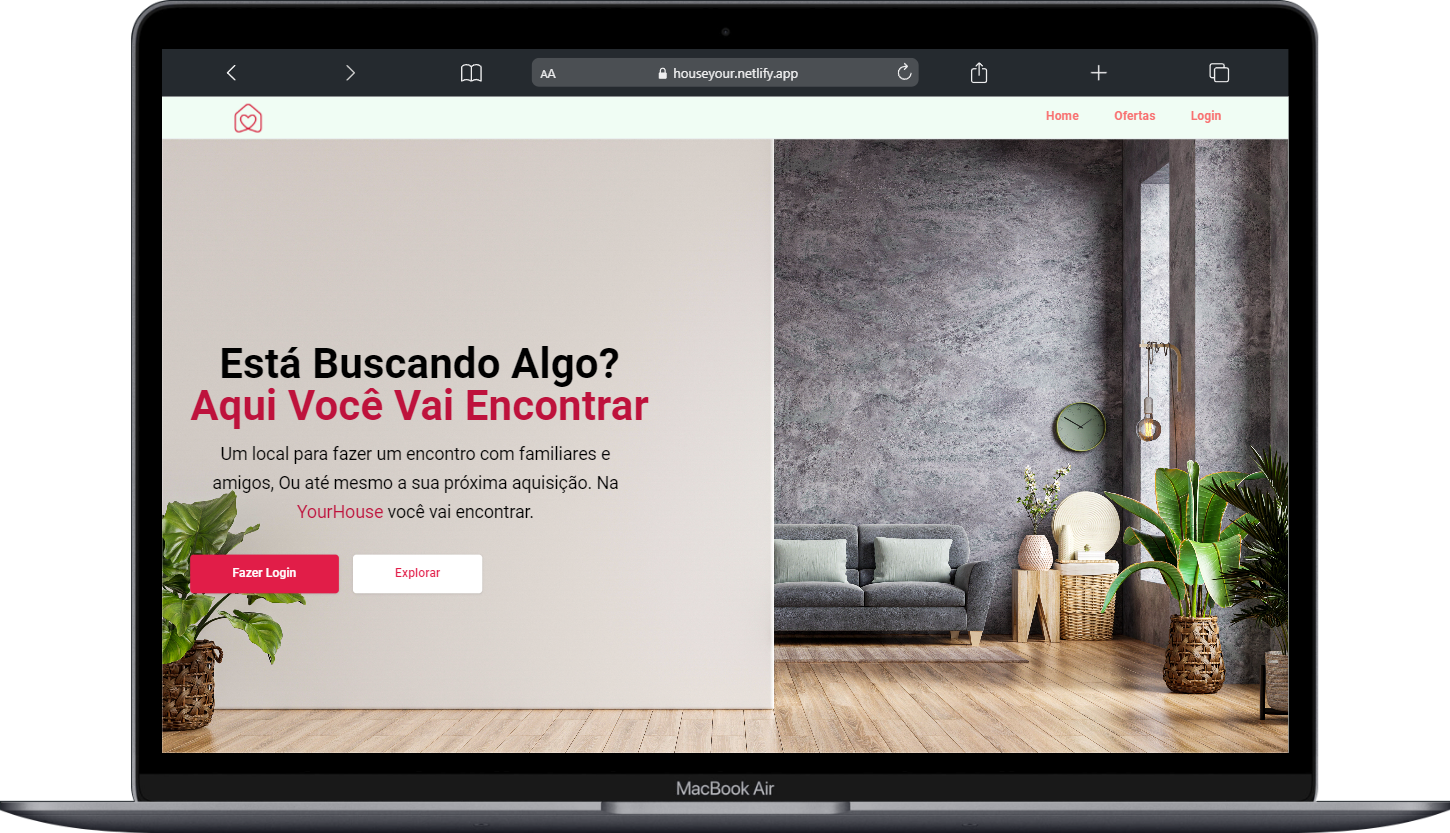 AA
houseyour.netlify.app
Home
Ofertas
Login
Está Buscando Algo?
Aqui Você Vai Encontrar
Um local para fazer um encontro com familiares e
amigos, Ou até mesmo a sua próxima aquisição. Na
YourHouse você vai encontrar.
Fazer Login
Explorar
MacBook Air